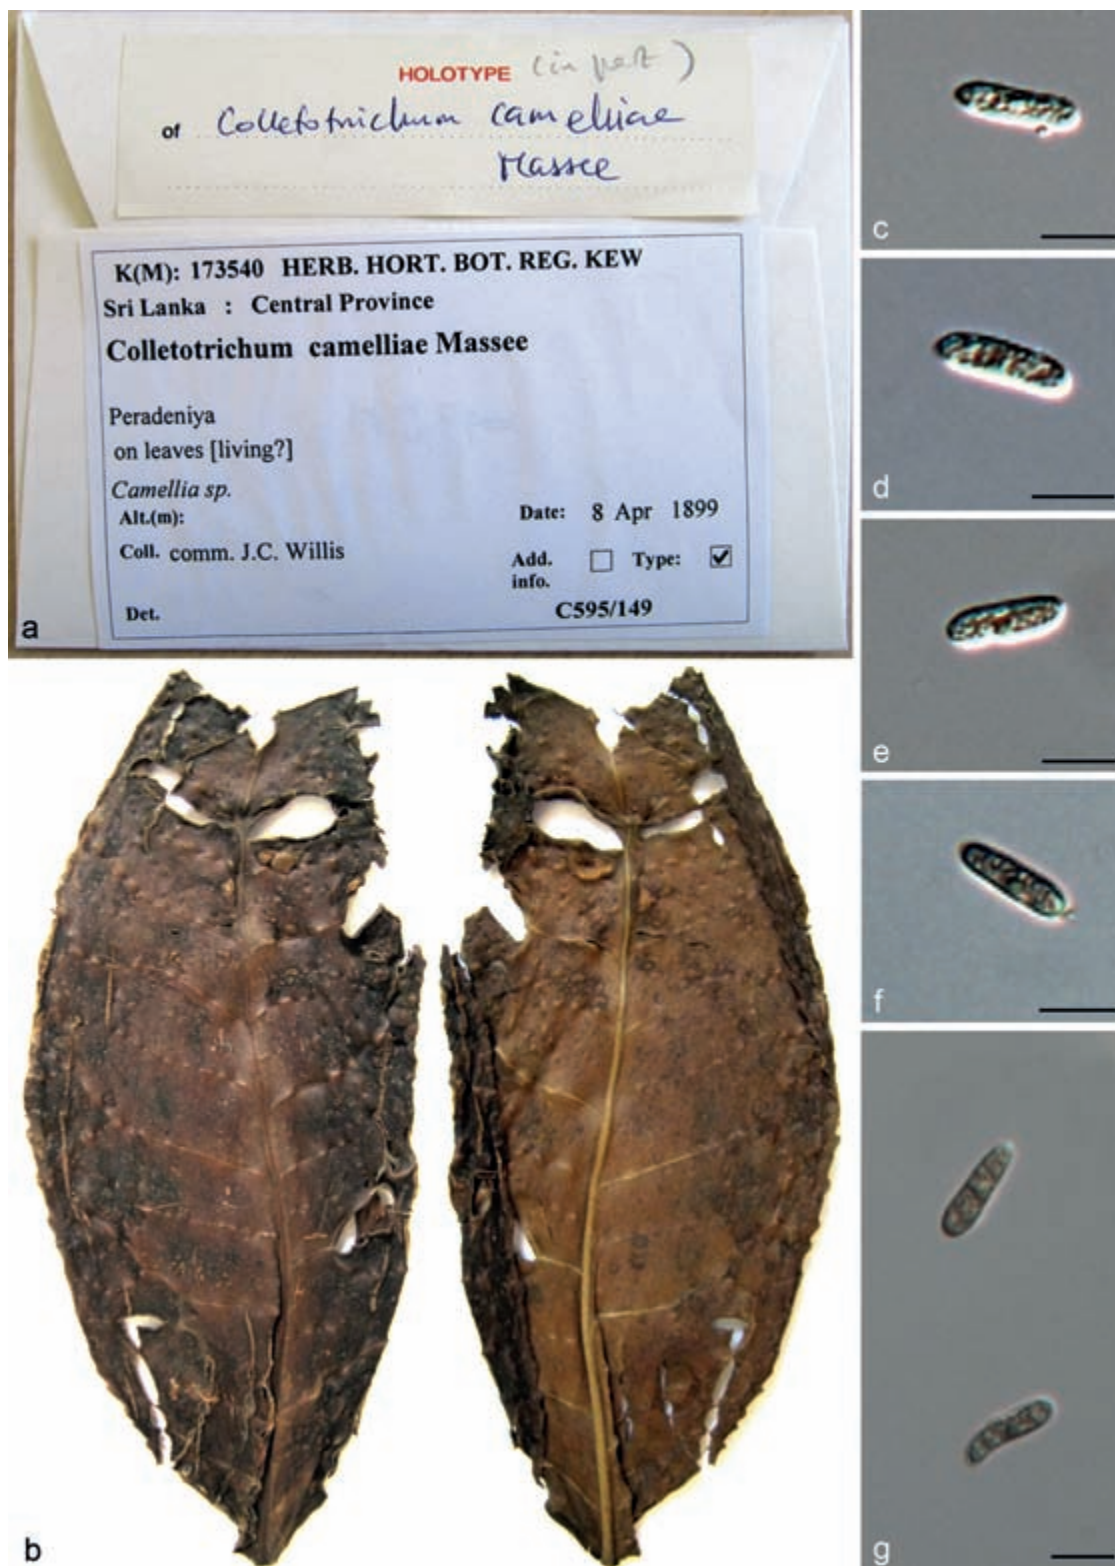 HOLOTYPE (in part)
of Colletotrichum camelliae
Massee
K(M): 173540 HERB. HORT. BOT. REG. KEW
Sri Lanka : Central Province
Colletotrichum camelliae Massee
Peradeniya
on leaves [living?]
Camellia sp.
Alt.(m):
Date: 8 Apr 1899
Coll. comm. J.C. Willis
Add. info. Type:
Det.
C595/149
a
b
c
d
e
f
g